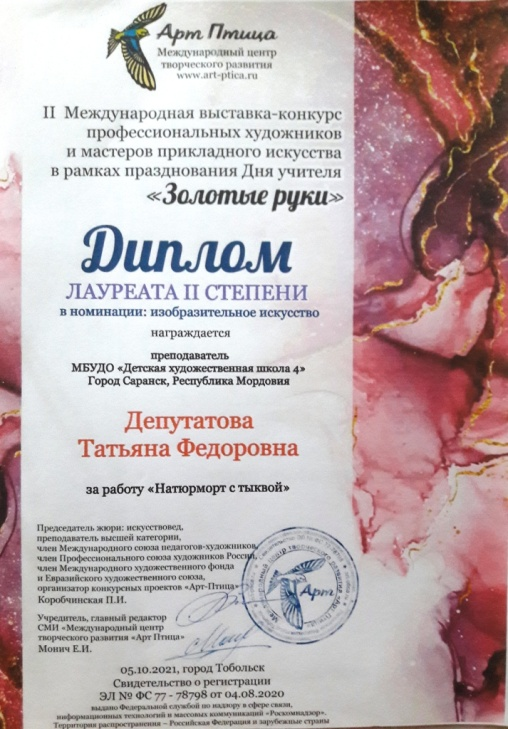 Арт Птица
Международный центр
творческого развития
www.art-ptica.ru
II Международная выставка-конкурс
профессиональных художников
и мастеров прикладного искусства
в рамках празднования Дня учителя
«Золотые руки»
Диплом
ЛАУРЕАТА II СТЕПЕНИ
в номинации: изобразительное искусство
награждается
преподаватель
МБУДО «Детская художественная школа 4»
Город Саранск, Республика Мордовия
Депутатова
Татьяна Федоровна
за работу «Натюрморт с тыквой»
Председатель жюри: искусствовед,
преподаватель высшей категории,
член Международного союза педагогов-художников,
член Профессионального союза художников России,
член Международного художественного фонда
и Евразийского художественного союза,
организатор конкурсных проектов «Арт-Птица»
Коробчинская П.И.
Арт
Учредитель, главный редактор
СМИ «Международный центр
творческого развития «Арт Птица»
Монич Е.И.
05.10.2021, город Тобольск
Свидетельство о регистрации
ЭЛ № ФС 77 - 78798 от 04.08.2020
выдано Федеральной службой по надзору в сфере связи,
информационных технологий и массовых коммуникаций «Роскомнадзор».
Территория распространения – Российская Федерация и зарубежные страны